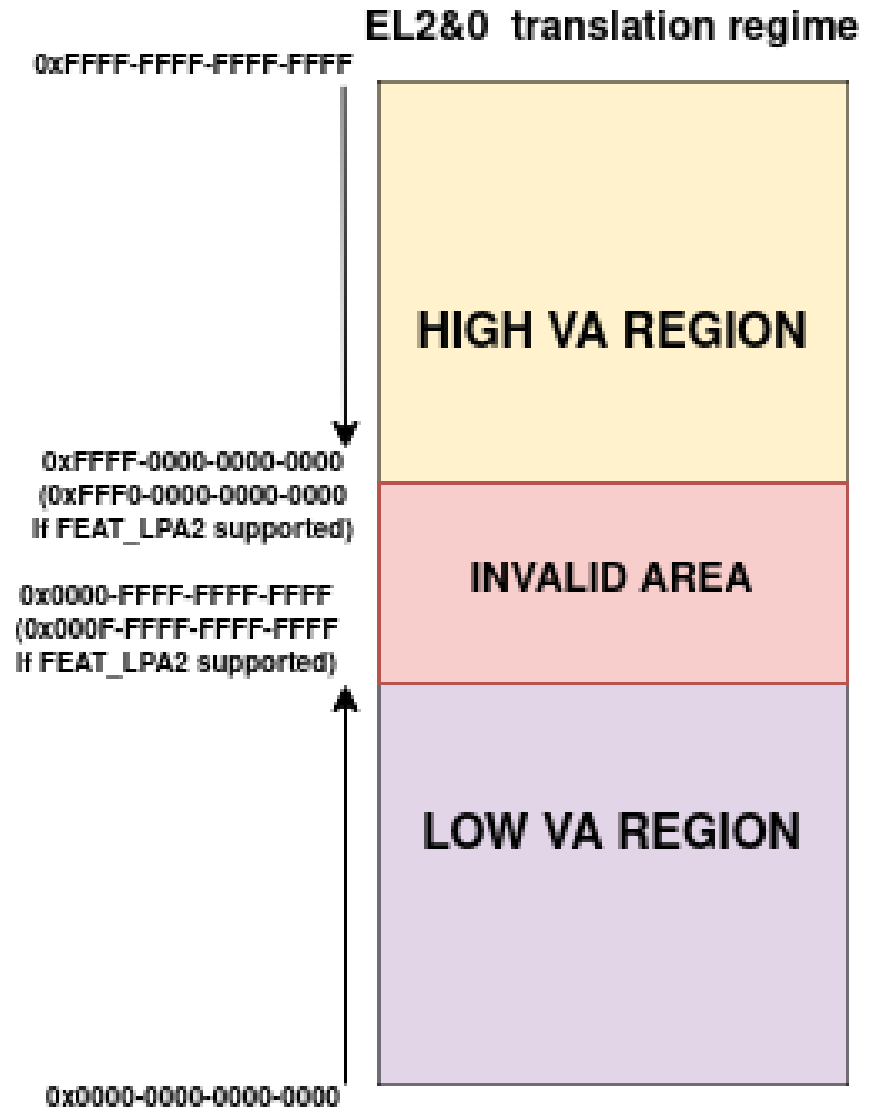 EL2&0 translation regime
0xFFFF-FFFF-FFFF-FFFF
HIGH VA REGION
0xFFFF-0000-0000-0000
(0xFFF0-0000-0000-0000
If FEAT_LPA2 supported)
INVALID AREA
0x0000-FFFF-FFFF-FFFF
(0x000F-FFFF-FFFF-FFFF
If FEAT_LPA2 supported)
LOW VA REGION
0x0000-0000-0000-0000